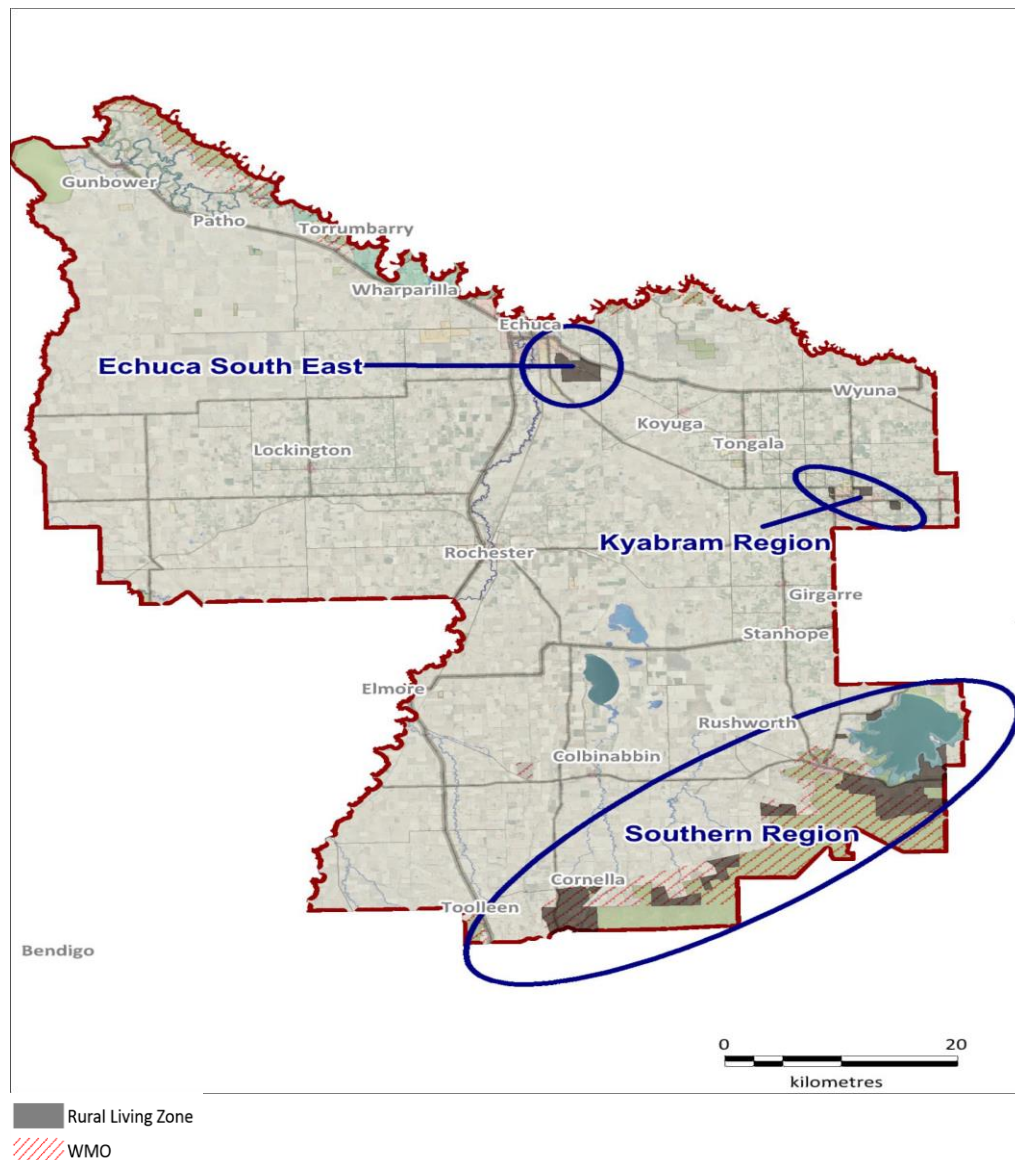 Gunbower
Patho
Torrumbarry
Wharparilla
Echuca
Echuca South East
Wyuna
Koyuga
Tongala
Lockington
Kyabram Region
Rochester
Girgarre
Stanhope
Elmore
Rushworth
Colbinabbin
Southern Region
Cornella
Toolleen
Bendigo
0 20
kilometres
Rural Living Zone
WMO